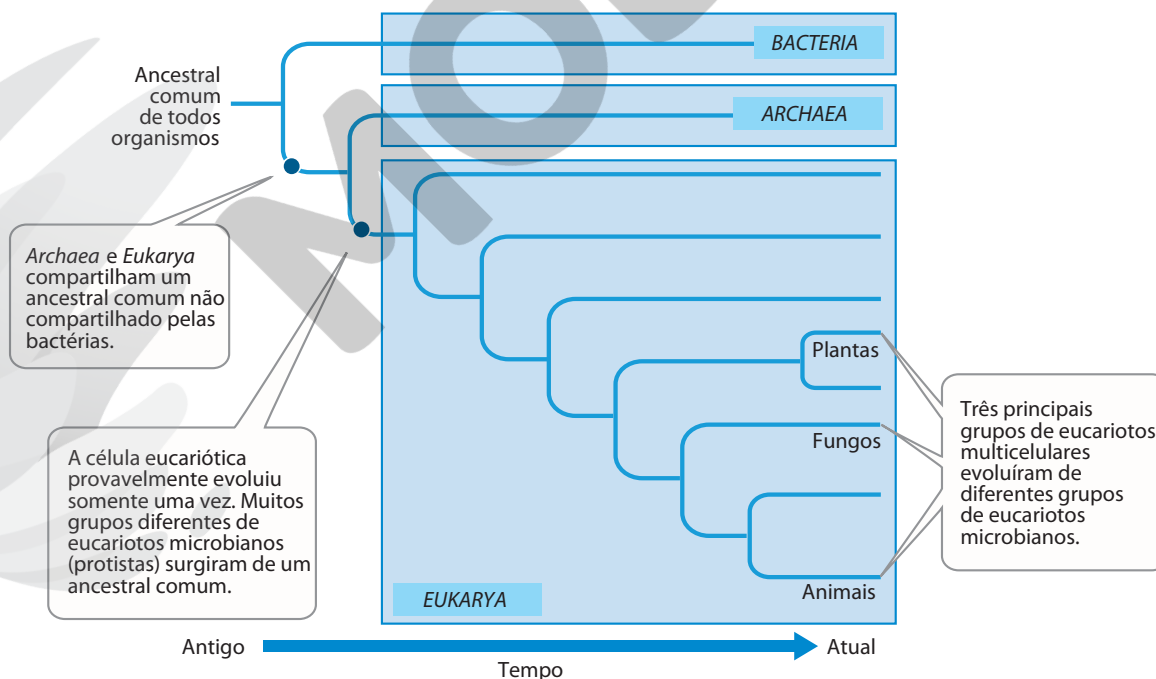 BACTERIA
Ancestral
comum
de todos
organismos
ARCHAEA
Archaea e Eukarya
compartilham um
ancestral comum não
compartilhado pelas
bactérias.
Plantas
Fungos
Três principais
grupos de eucariotos
multicelulares
evoluíram de
diferentes grupos
de eucariotos
microbianos.
A célula eucariótica
provavelmente evoluiu
somente uma vez. Muitos
grupos diferentes de
eucariotos microbianos
(protistas) surgiram de um
ancestral comum.
Animais
EUKARYA
Antigo
Atual
Tempo